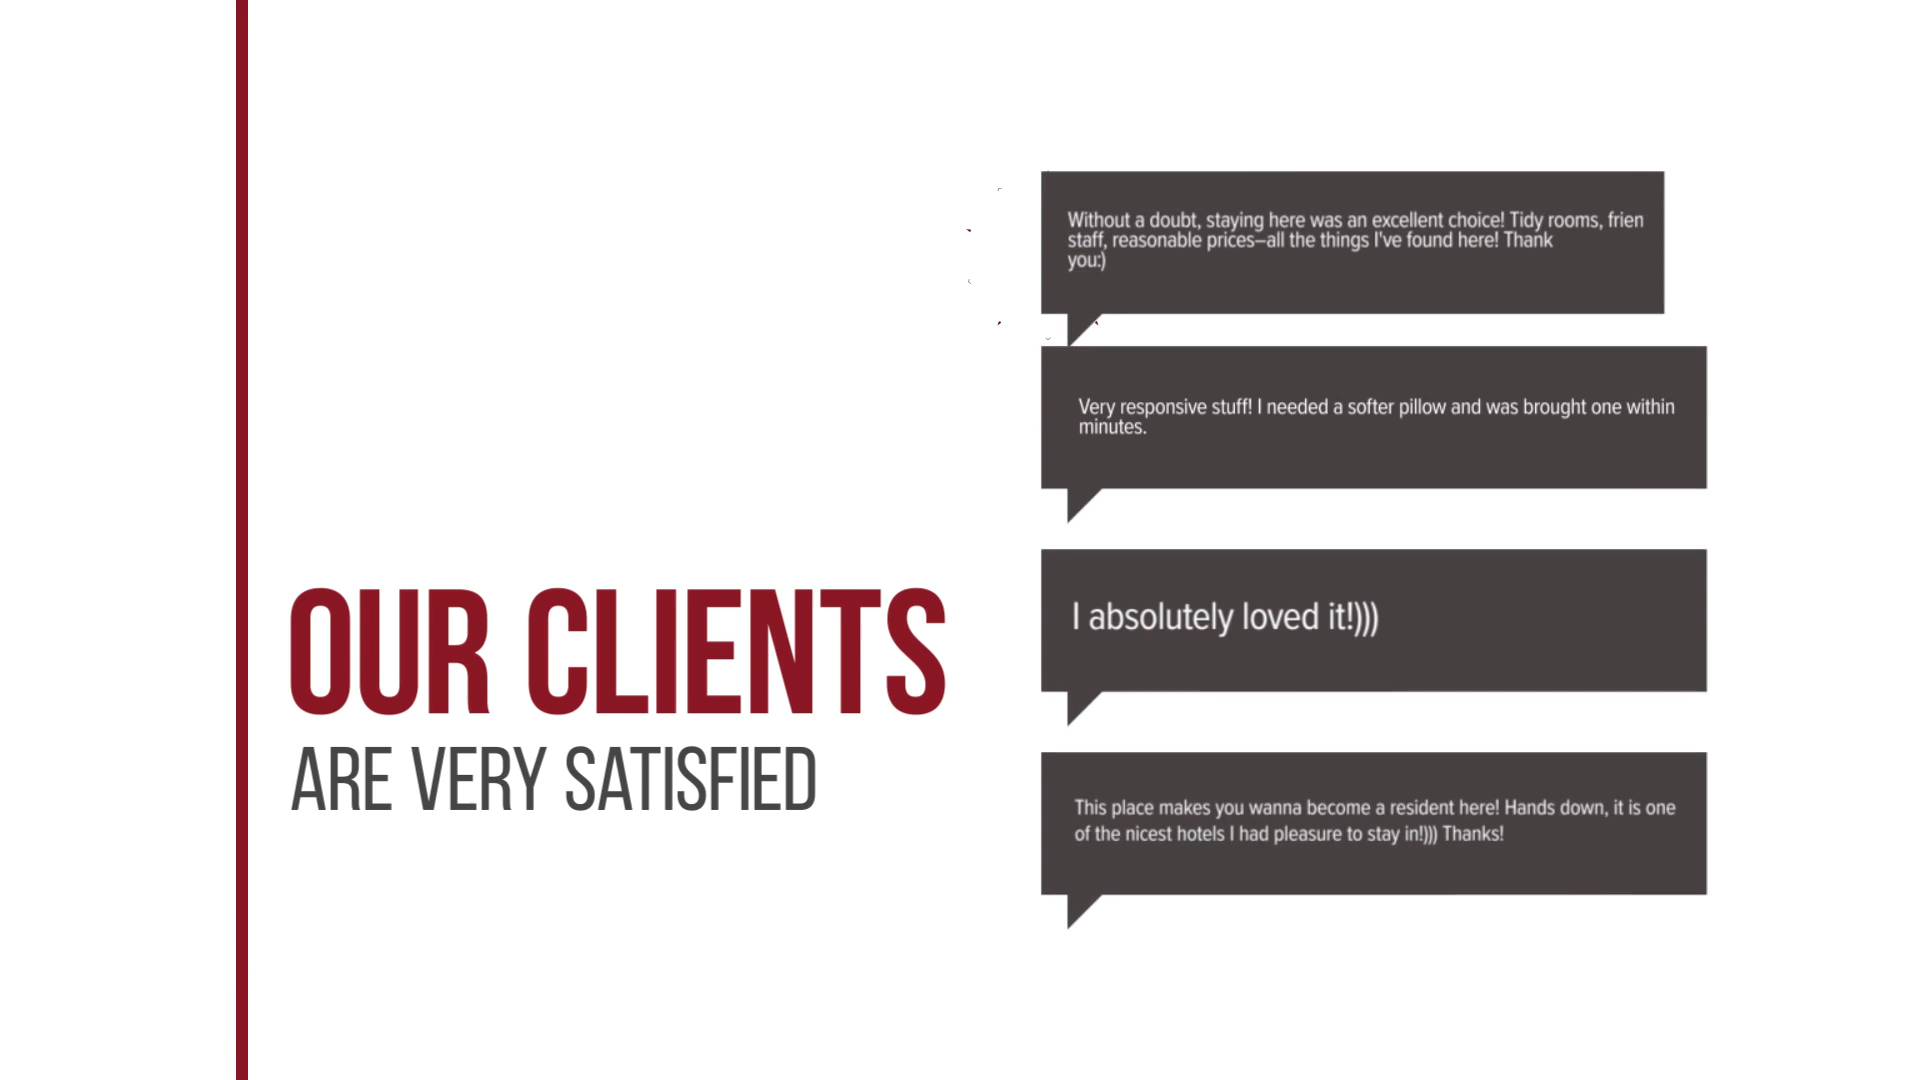 OUR CLIENTS
ARE VERY SATISFIED
Without a doubt, staying here was an excellent choice! Tidy rooms, frien
staff, reasonable prices–all the things I've found here! Thank
you:)
Very responsive stuff! I needed a softer pillow and was brought one within
minutes.
I absolutely loved it!)))
This place makes you wanna become a resident here! Hands down, it is one
of the nicest hotels I had pleasure to stay in!))) Thanks!